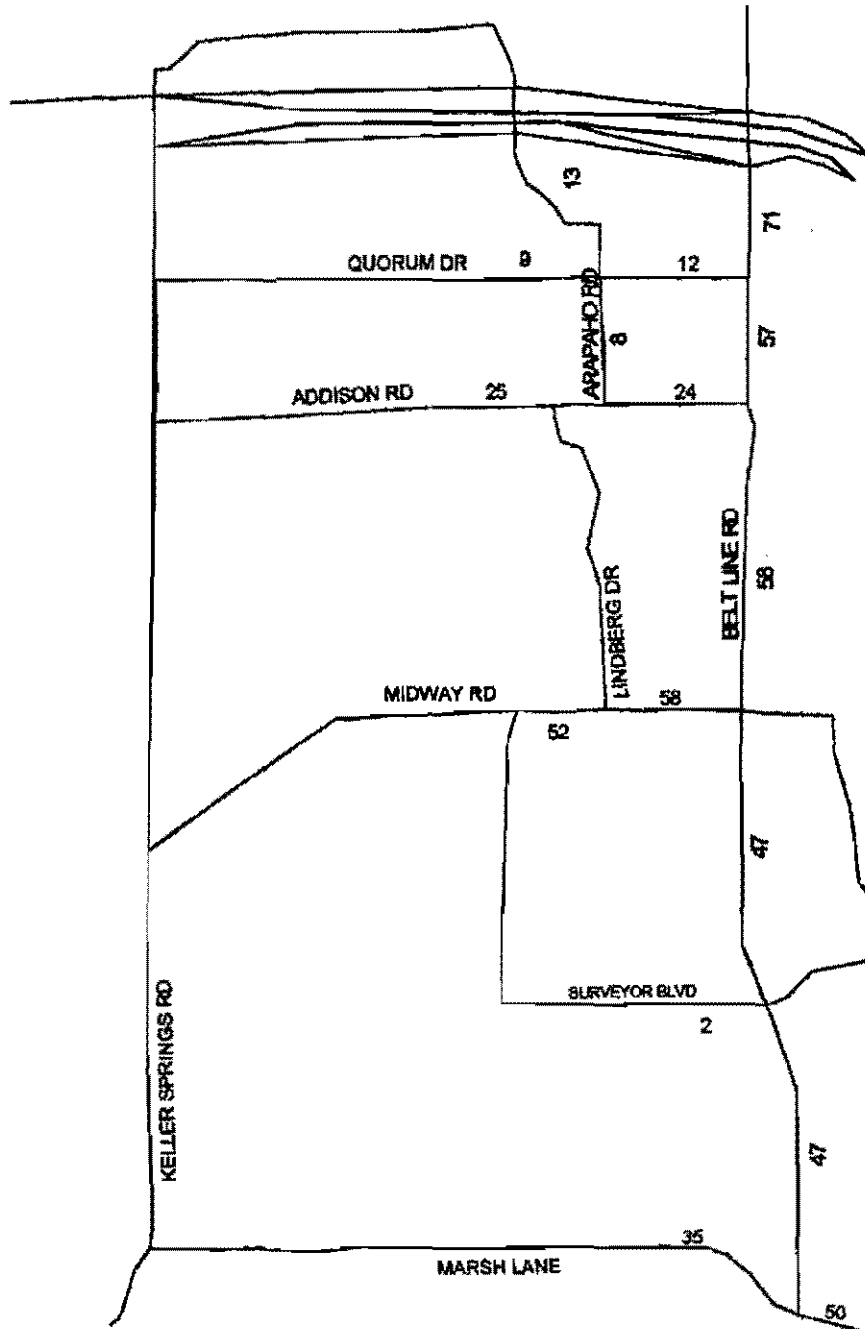 13
71
QUORUM DR
9
12
ARAPAHO RD
8
57
ADDISON RD
25
24
LINDBERG DR
BELT LINE RD
58
MIDWAY RD
58
52
47
SURVEYOR BLVD
2
KELLER SPRINGS RD
47
35
MARSH LANE
50